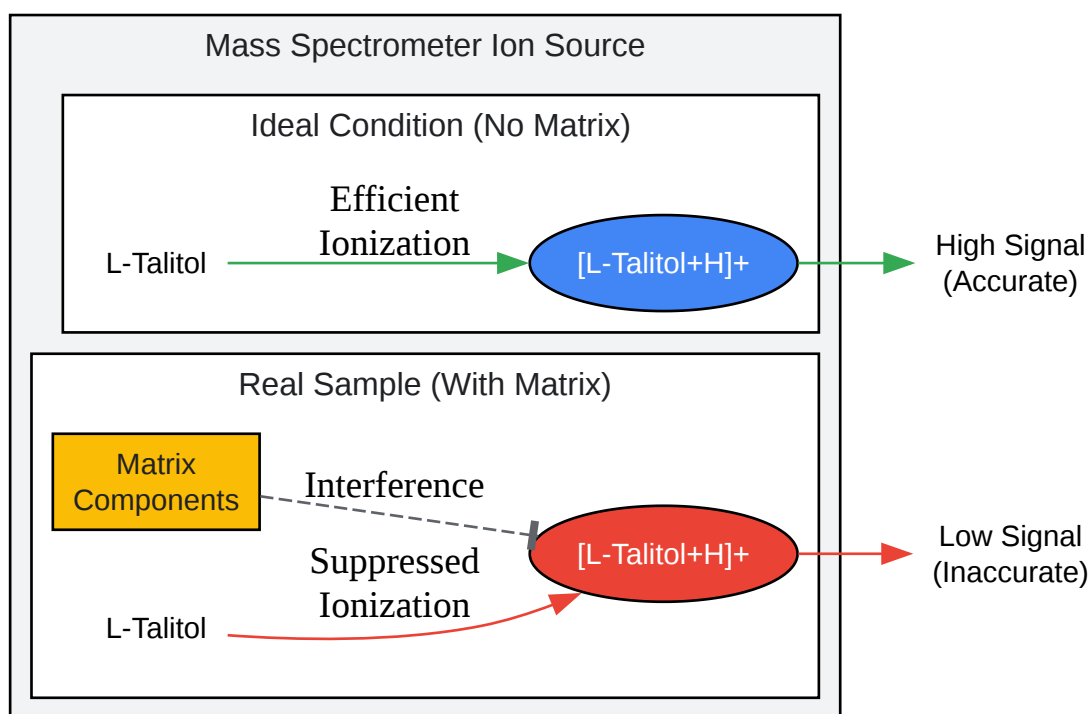 Mass Spectrometer Ion Source
Ideal Condition (No Matrix)
Efficient
Ionization
L-Talitol
[L-Talitol+H]+
High Signal
(Accurate)
Real Sample (With Matrix)
Matrix
Components
Interference
Suppressed
Ionization
L-Talitol
[L-Talitol+H]+
Low Signal
(Inaccurate)